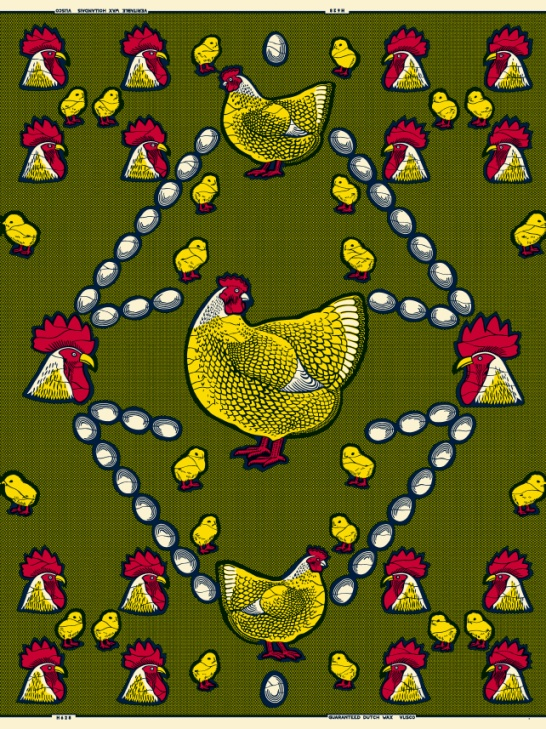 VERITABLE WAX HOLLANDAIS VLISCO
GUARANTEED DUTCH WAX VLISCO